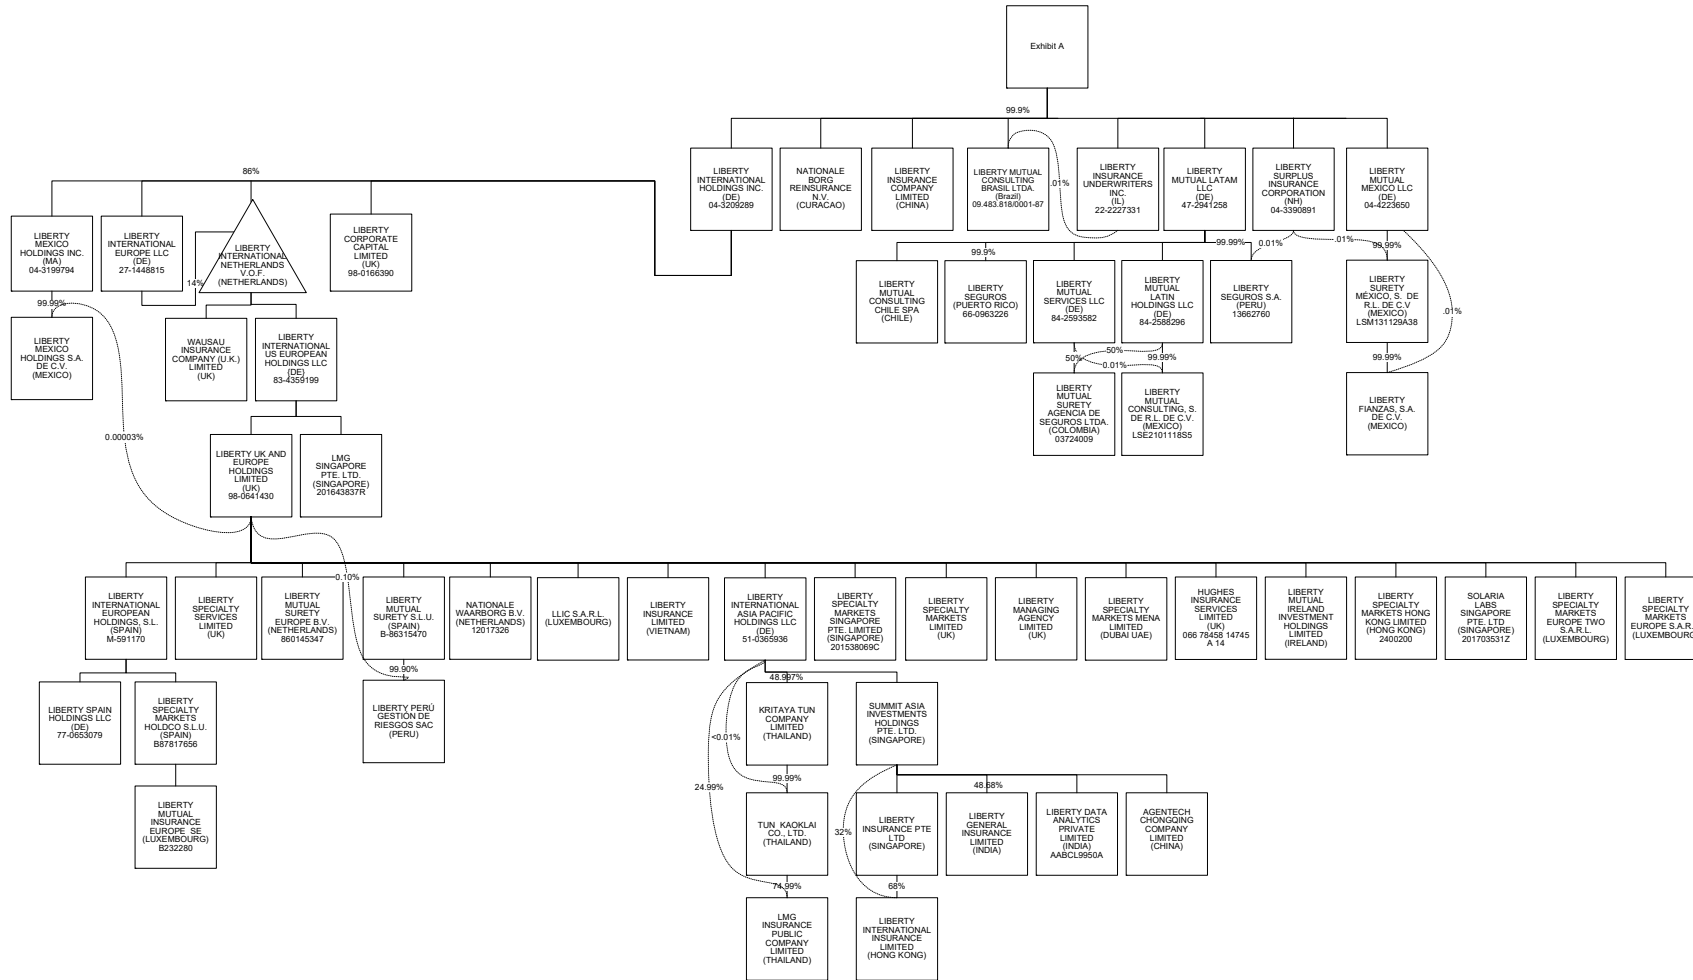 Exhibit A
99.9%
LIBERTY
INTERNATIONAL
HOLDINGS INC.
(DE)
04-3209289
NATIONALE
BORG
REINSURANCE
N.V.
(CURACAO)
LIBERTY
INSURANCE
COMPANY
LIMITED
(CHINA)
LIBERTY MUTUAL
CONSULTING
BRASIL LTDA.
(Brazil)
09.483.818/0001-87
.01%
LIBERTY
INSURANCE
UNDERWRITERS
INC.
(IL)
22-2227331
LIBERTY
MUTUAL LATAM
LLC
(DE)
47-2941258
LIBERTY
SURPLUS
INSURANCE
CORPORATION
(NH)
04-3390891
LIBERTY
MUTUAL
MEXICO LLC
(DE)
04-4223650
86%
LIBERTY
MEXICO
HOLDINGS INC.
(MA)
04-3199794
LIBERTY
INTERNATIONAL
EUROPE LLC
(DE)
27-1448815
14%
LIBERTY
INTERNATIONAL
NETHERLANDS
V.O.F.
(NETHERLANDS)
LIBERTY
CORPORATE
CAPITAL
LIMITED
(UK)
98-0166390
99.9%
99.99%
0.01%
.01%
99.99%
.01%
LIBERTY
MUTUAL
CONSULTING
CHILE SPA
(CHILE)
LIBERTY
SEGUROS
(PUERTO RICO)
66-0963226
LIBERTY
MUTUAL
SERVICES LLC
(DE)
84-2593582
LIBERTY
MUTUAL
LATIN
HOLDINGS LLC
(DE)
84-2588296
LIBERTY
SEGUROS S.A.
(PERU)
13662760
LIBERTY
SURETY
MÉXICO, S. DE
R.L. DE C.V
(MEXICO)
LSM131129A38
99.99%
LIBERTY
MEXICO
HOLDINGS S.A.
DE C.V.
(MEXICO)
WAUSAU
INSURANCE
COMPANY (U.K.)
LIMITED
(UK)
LIBERTY
INTERNATIONAL
US EUROPEAN
HOLDINGS LLC
(DE)
83-4359199
50%
50%
99.99%
0.01%
99.99%
LIBERTY
MUTUAL
SURETY
AGENCIA DE
SEGUROS LTDA.
(COLOMBIA)
03724009
LIBERTY
MUTUAL
CONSULTING, S.
DE R.L. DE C.V.
(MEXICO)
LSE2101118S5
LIBERTY
FIANZAS, S.A.
DE C.V.
(MEXICO)
0.00003%
LIBERTY UK AND
EUROPE
HOLDINGS
LIMITED
(UK)
98-0641430
LMG
SINGAPORE
PTE. LTD.
(SINGAPORE)
201643837R
0.10%
LIBERTY
INTERNATIONAL
EUROPEAN
HOLDINGS, S.L.
(SPAIN)
M-591170
LIBERTY
SPECIALTY
SERVICES
LIMITED
(UK)
LIBERTY
MUTUAL
SURETY
EUROPE B.V.
(NETHERLANDS)
860145347
LIBERTY
MUTUAL
SURETY S.L.U.
(SPAIN)
B-86315470
NATIONALE
WAARBORG B.V.
(NETHERLANDS)
12017326
LLIC S.A.R.L.
(LUXEMBOURG)
LIBERTY
INSURANCE
LIMITED
(VIETNAM)
LIBERTY
INTERNATIONAL
ASIA PACIFIC
HOLDINGS LLC
(DE)
51-0365936
LIBERTY
SPECIALTY
MARKETS
SINGAPORE
PTE. LIMITED
(SINGAPORE)
201538069C
LIBERTY
SPECIALTY
MARKETS
LIMITED
(UK)
LIBERTY
MANAGING
AGENCY
LIMITED
(UK)
LIBERTY
SPECIALTY
MARKETS MENA
LIMITED
(DUBAI UAE)
HUGHES
INSURANCE
SERVICES
LIMITED
(UK)
066 78458 14745
A 14
LIBERTY
MUTUAL
IRELAND
INVESTMENT
HOLDINGS
LIMITED
(IRELAND)
LIBERTY
SPECIALTY
MARKETS HONG
KONG LIMITED
(HONG KONG)
2400200
SOLARIA
LABS
SINGAPORE
PTE. LTD
(SINGAPORE)
201703531Z
LIBERTY
SPECIALTY
MARKETS
EUROPE TWO
S.A.R.L.
(LUXEMBOURG)
LIBERTY
SPECIALTY
MARKETS
EUROPE S.A.R.
(LUXEMBOURG
99.90%
48.997%
LIBERTY SPAIN
HOLDINGS LLC
(DE)
77-0653079
LIBERTY
SPECIALTY
MARKETS
HOLDCO S.L.U.
(SPAIN)
B87817656
LIBERTY PERÚ
GESTIÓN DE
RIESGOS SAC
(PERU)
<0.01%
KRITAYA TUN
COMPANY
LIMITED
(THAILAND)
SUMMIT ASIA
INVESTMENTS
HOLDINGS
PTE. LTD.
(SINGAPORE)
24.99%
99.99%
48.68%
LIBERTY
MUTUAL
INSURANCE
EUROPE SE
(LUXEMBOURG)
B232280
TUN KAOKLAI
CO., LTD.
(THAILAND)
32%
LIBERTY
INSURANCE PTE
LTD
(SINGAPORE)
LIBERTY
GENERAL
INSURANCE
LIMITED
(INDIA)
LIBERTY DATA
ANALYTICS
PRIVATE
LIMITED
(INDIA)
AABCL9950A
AGENTECH
CHONGQING
COMPANY
LIMITED
(CHINA)
74.99%
68%
LMG
INSURANCE
PUBLIC
COMPANY
LIMITED
(THAILAND)
LIBERTY
INTERNATIONAL
INSURANCE
LIMITED
(HONG KONG)